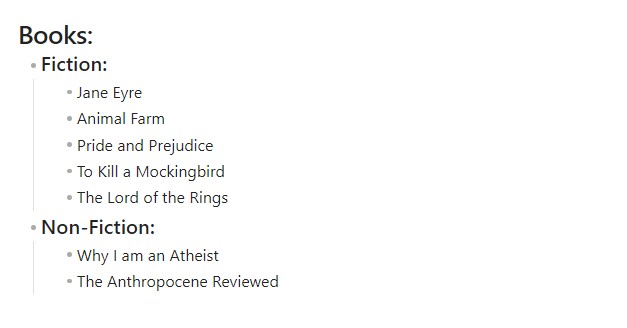 Books:
Fiction:
Jane Eyre
Animal Farm
Pride and Prejudice
To Kill a Mockingbird
The Lord of the Rings
Non-Fiction:
Why I am an Atheist
The Anthropocene Reviewed